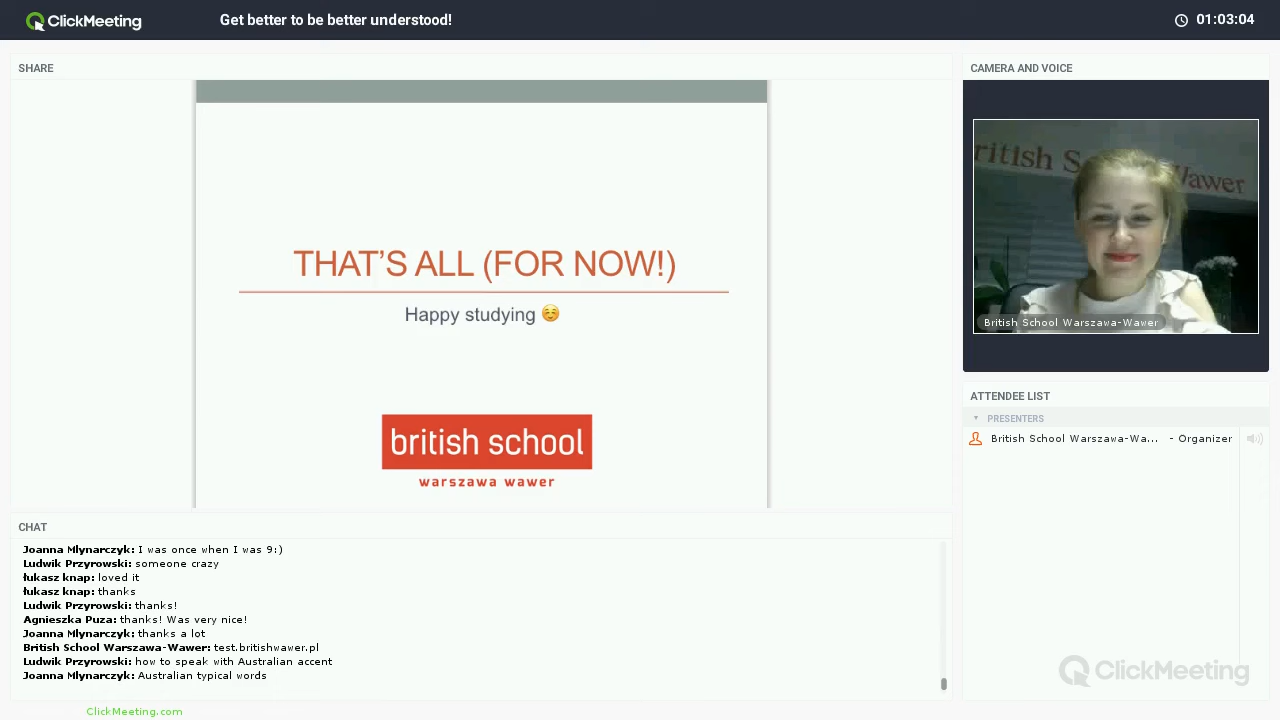 ClickMeeting
Get better to be better understood!
01:03:04
SHARE
THAT'S ALL (FOR NOW!)
Happy studying ☺️
british school
warszawa wawer
CAMERA AND VOICE
british S
Wawer
British School Warszawa-Wawer
ATTENDEE LIST
PRESENTERS
British School Warszawa-Wa... - Organizer
CHAT
Joanna Mlynarczyk: I was once when I was 9:)
Ludwik Przyrowski: someone crazy
łukasz knap: loved it
łukasz knap: thanks
Ludwik Przyrowski: thanks!
Agnieszka Puza: thanks! Was very nice!
Joanna Mlynarczyk: thanks a lot
British School Warszawa-Wawer: test.britishwawer.pl
Ludwik Przyrowski: how to speak with Australian accent
Joanna Mlynarczyk: Australian typical words
ClickMeeting
ClickMeeting.com